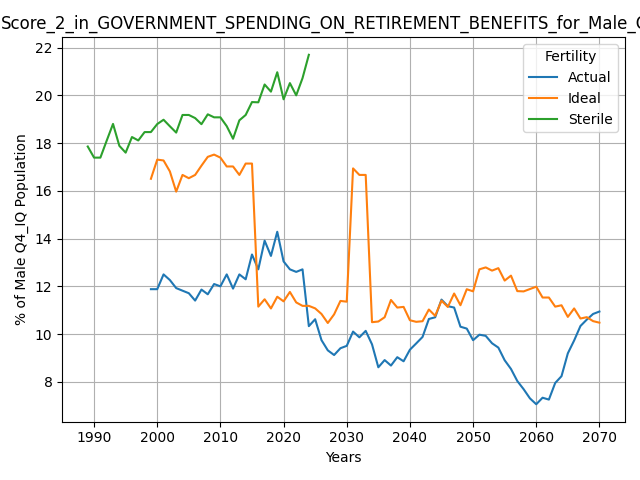 Score_2_in_GOVERNMENT_SPENDING_ON_RETIREMENT_BENEFITS_for_Male_
Fertility
Actual
Ideal
Sterile
% of Male Q4_IQ Population
22
20
18
16
14
12
10
8
1990 2000 2010 2020 2030 2040 2050 2060 2070
Years